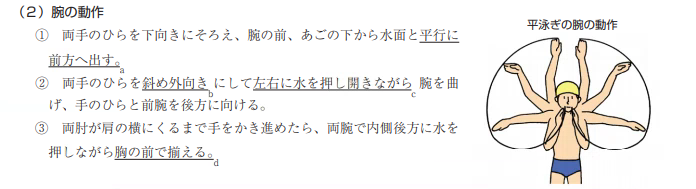 (2)腕の動作
平泳ぎの腕の動作
① 両手のひらを下向きにそろえ、腕の前、あごの下から水面と平行に
前方へ出す。a
② 両手のひらを斜め外向きbにして左右に水を押し開きながらc腕を曲
げ、手のひらと前腕を後方に向ける。
③ 両肘が肩の横にくるまで手をかき進めたら、両腕で内側後方に水を
押しながら胸の前で揃える。d